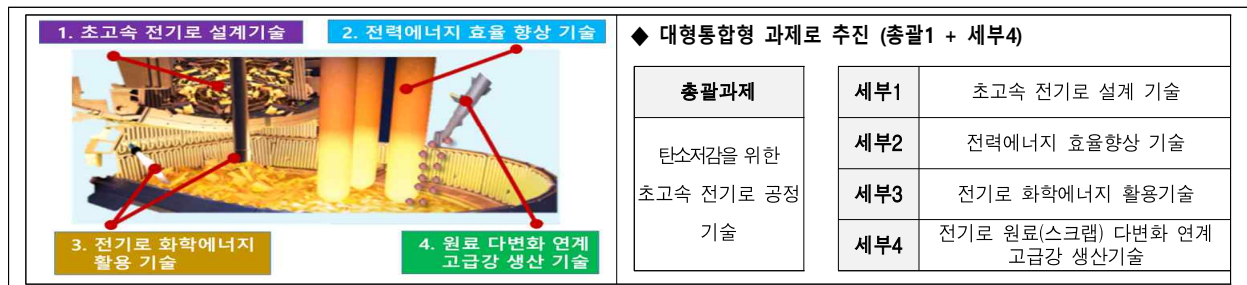 1. 초고속 전기로 설계기술
2. 전력에너지 효율 향상 기술
3. 전기로 화학에너지
활용 기술
4. 원료 다변화 연계
고급강 생산 기술
◆ 대형통합형 과제로 추진 (총괄1 + 세부4)
총괄과제
탄소저감을 위한
초고속 전기로 공정
기술
세부1 초고속 전기로 설계 기술
세부2 전력에너지 효율향상 기술
세부3 전기로 화학에너지 활용기술
세부4 전기로 원료(스크랩) 다변화 연계
고급강 생산기술